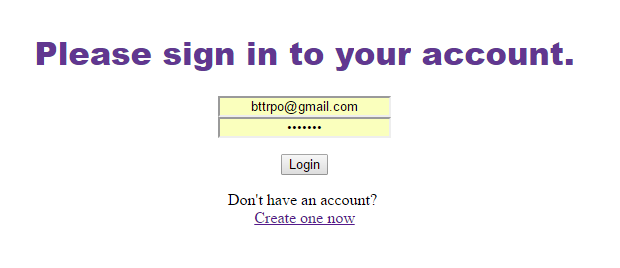 Please sign in to your account.
bttrpo@gmail.com
•••••••
Login
Don't have an account?
Create one now